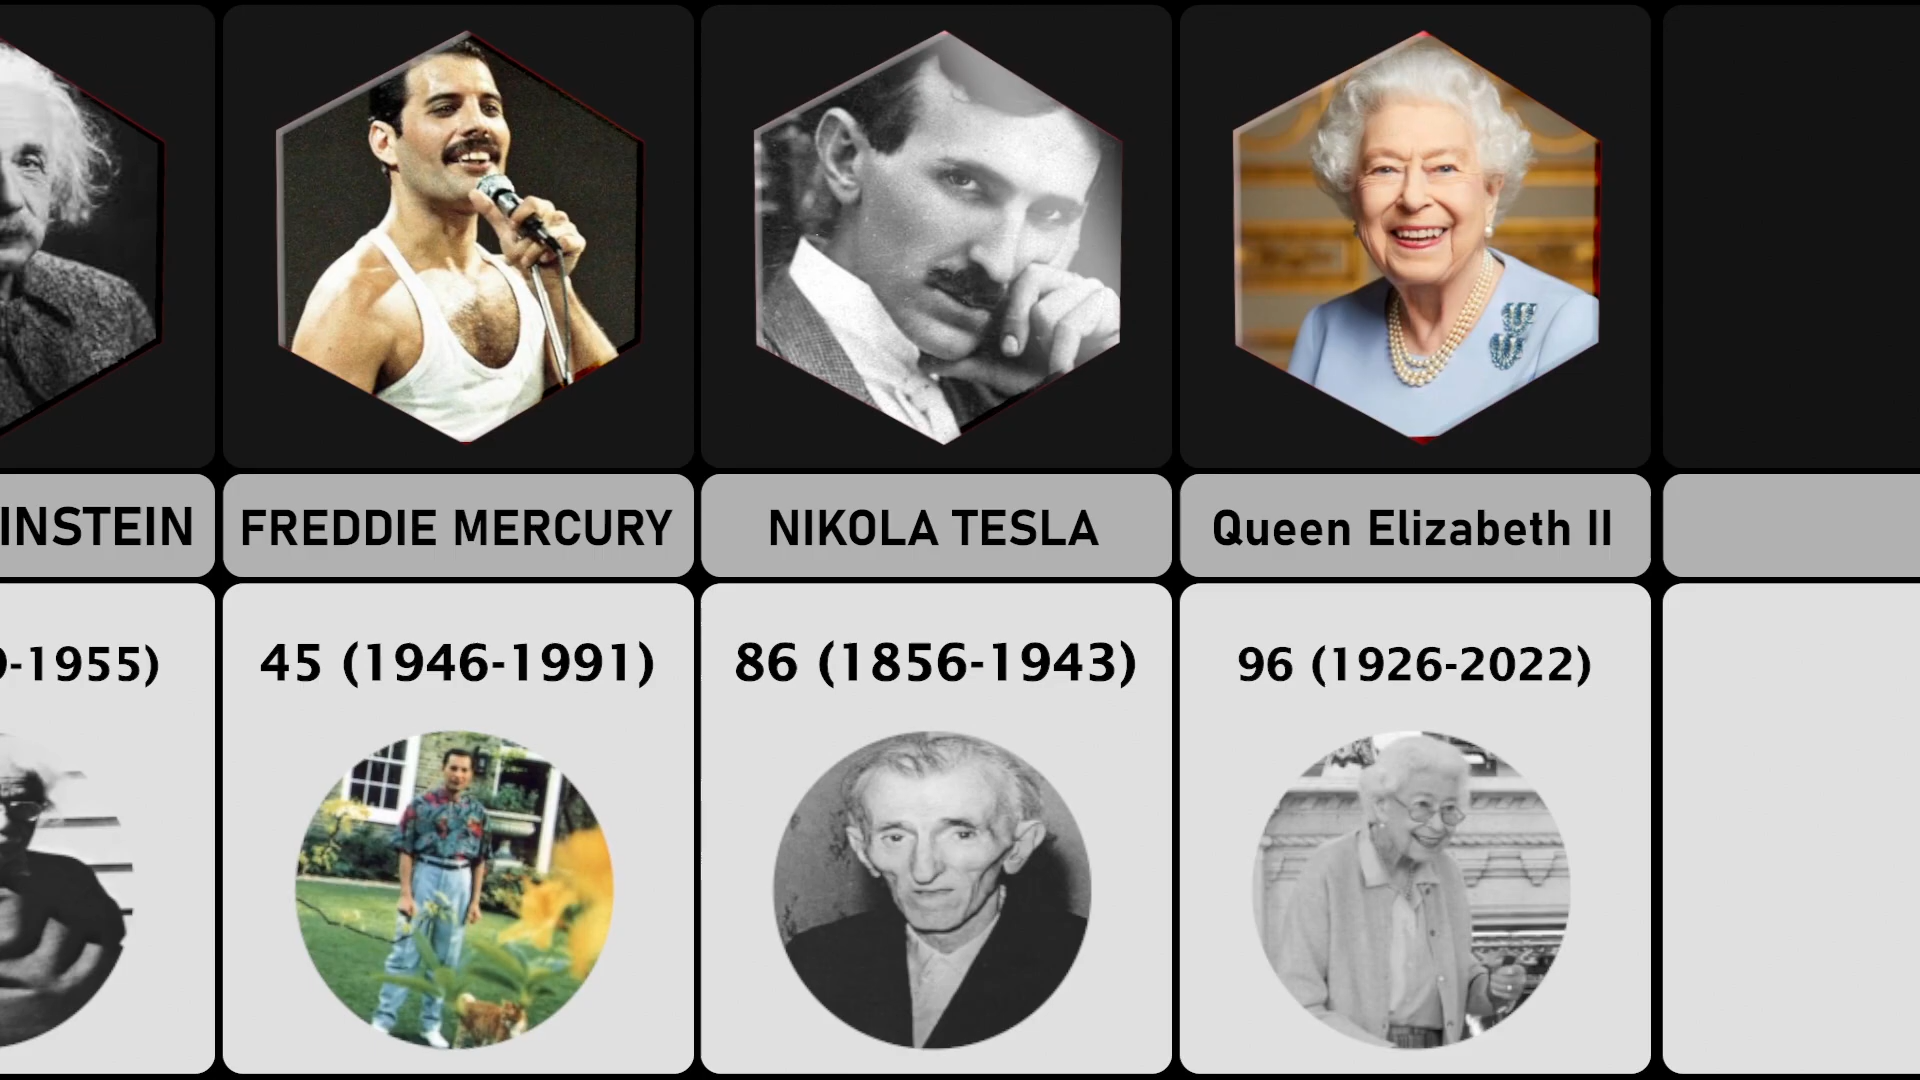 INSTEIN
FREDDIE MERCURY
NIKOLA TESLA
Queen Elizabeth II
-1955)
45 (1946-1991)
86 (1856-1943)
96 (1926-2022)